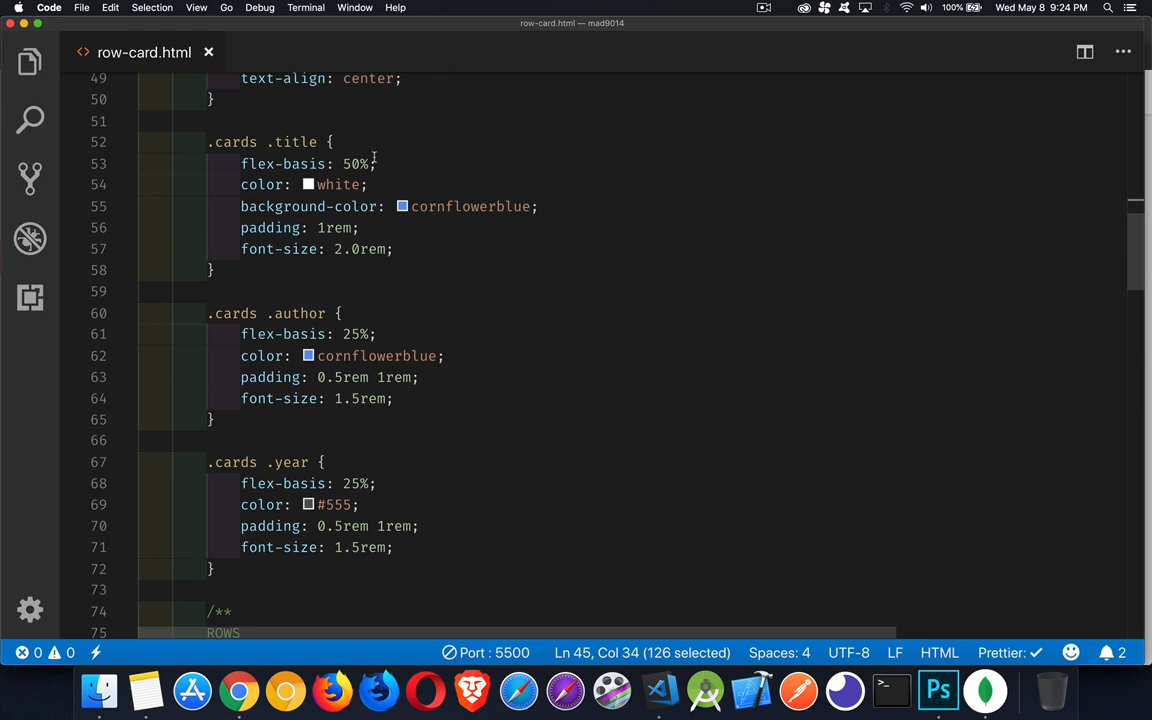 Code File Edit Selection View Go Debug Terminal Window Help 100% Wed May 8 9:24 PM
row-card.html — mad9014
<> row-card.html ×
49 text-align: center;
50 }
51
52 .cards .title {
53 flex-basis: 50%;
54 color: white;
55 background-color: cornflowerblue;
56 padding: 1rem;
57 font-size: 2.0rem;
58 }
59
60 .cards .author {
61 flex-basis: 25%;
62 color: cornflowerblue;
63 padding: 0.5rem 1rem;
64 font-size: 1.5rem;
65 }
66
67 .cards .year {
68 flex-basis: 25%;
69 color: #555;
70 padding: 0.5rem 1rem;
71 font-size: 1.5rem;
72 }
73
74 /**
75 ROWS
0 0 Port : 5500 Ln 45, Col 34 (126 selected) Spaces: 4 UTF-8 LF HTML Prettier: ✓ 2
>_ Ps